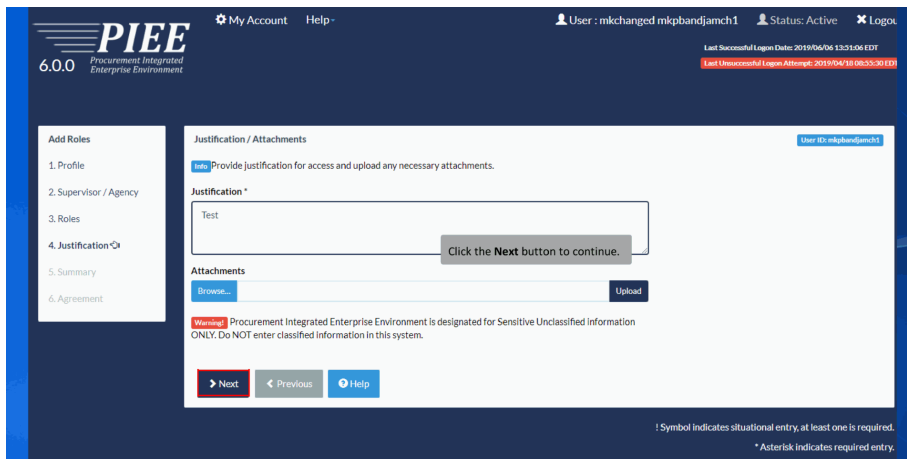 My Account Help
User : mkchanged mkpbandjamch1 Status: Active Logou
PIEE
Procurement Integrated
Enterprise Environment
6.0.0
Last Successful Logon Date: 2019/06/06 13:51:06 EDT
Last Unsuccessful Logon Attempt: 2019/04/18 08:55:30 EDT
Add Roles
1. Profile
2. Supervisor / Agency
3. Roles
4. Justification
5. Summary
6. Agreement
Justification / Attachments
User ID: mkpbandjamch1
Info Provide justification for access and upload any necessary attachments.
Justification *
Test
Click the Next button to continue.
Attachments
Browse... Upload
Warning! Procurement Integrated Enterprise Environment is designated for Sensitive Unclassified information
ONLY. Do NOT enter classified information in this system.
Next Previous Help
! Symbol indicates situational entry, at least one is required.
* Asterisk indicates required entry.